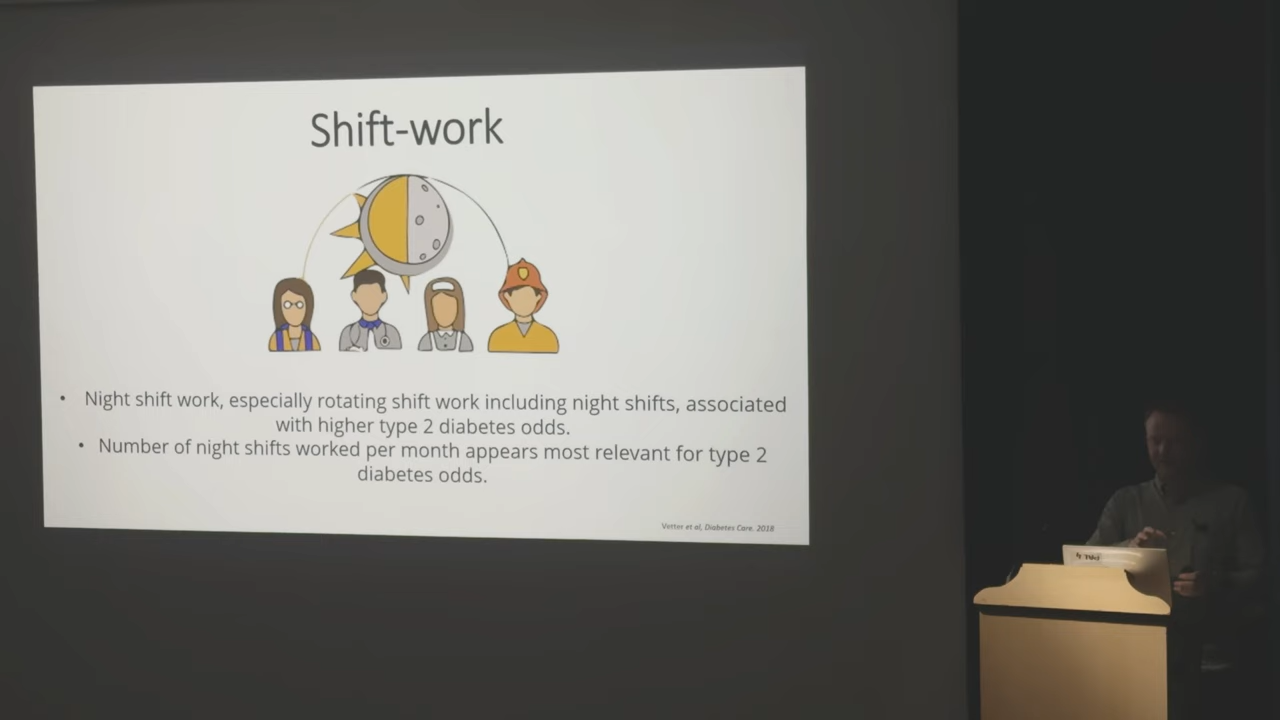 Shift-work
• Night shift work, especially rotating shift work including night shifts, associated
with higher type 2 diabetes odds.
• Number of night shifts worked per month appears most relevant for type 2
diabetes odds.
Vetter et al, Diabetes Care. 2018